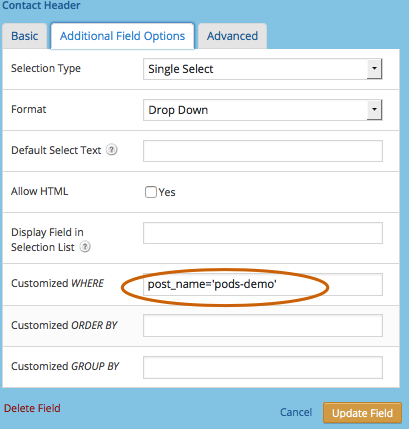 Contact Header
Basic Additional Field Options Advanced
Selection Type Single Select
Format Drop Down
Default Select Text ?
Allow HTML Yes
Display Field in
Selection List ?
Customized WHERE post_name='pods-demo'
Customized ORDER BY
Customized GROUP BY
Delete Field Cancel Update Field